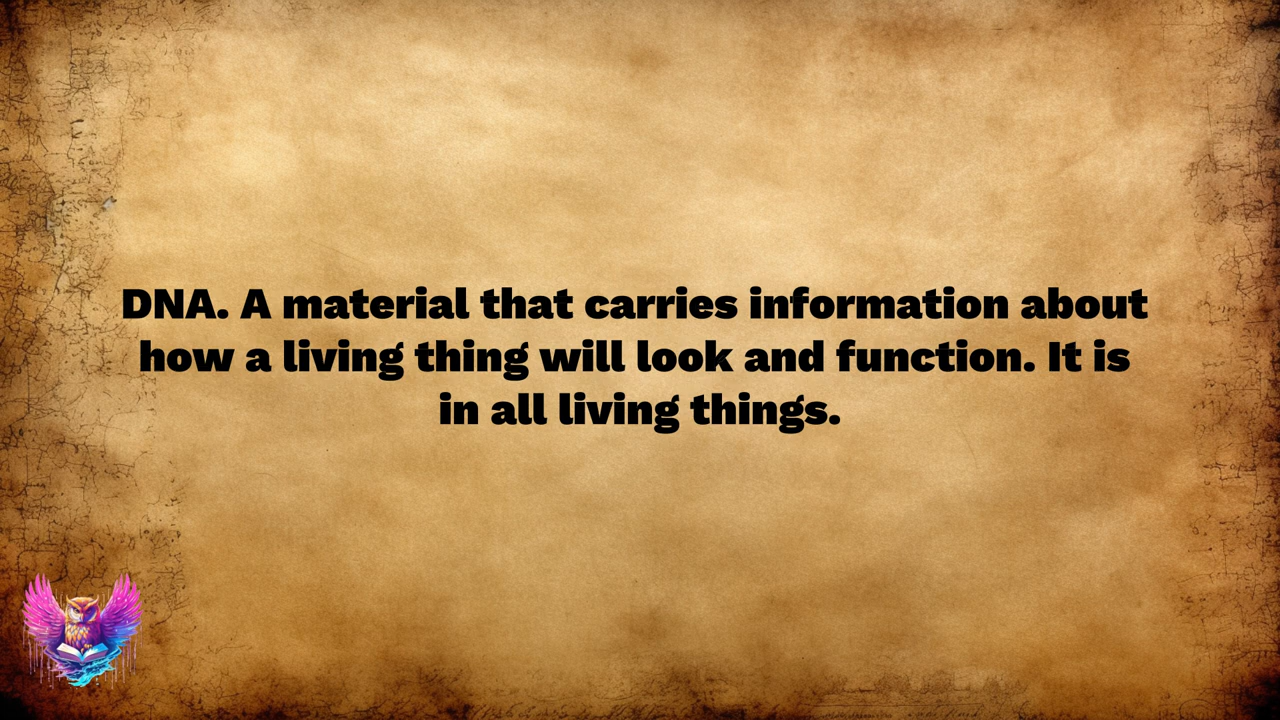 DNA. A material that carries information about
how a living thing will look and function. It is
in all living things.